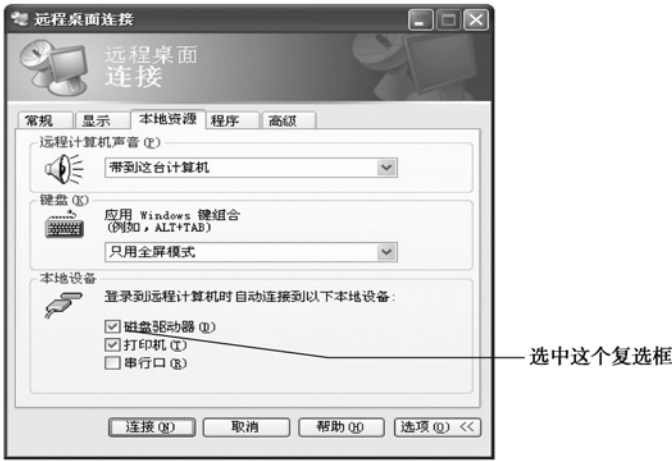 远程桌面连接
远程桌面
连接
常规 显示 本地资源 程序 高级
远程计算机声音(P)
带到这台计算机
键盘(K)
应用 Windows 键组合
(例如，ALT+TAB)
只用全屏模式
本地设备
登录到远程计算机时自动连接到以下本地设备:
磁盘驱动器(D)
打印机(T)
串行口(R)
选中这个复选框
连接(N) 取消 帮助(H) 选项(O) <<